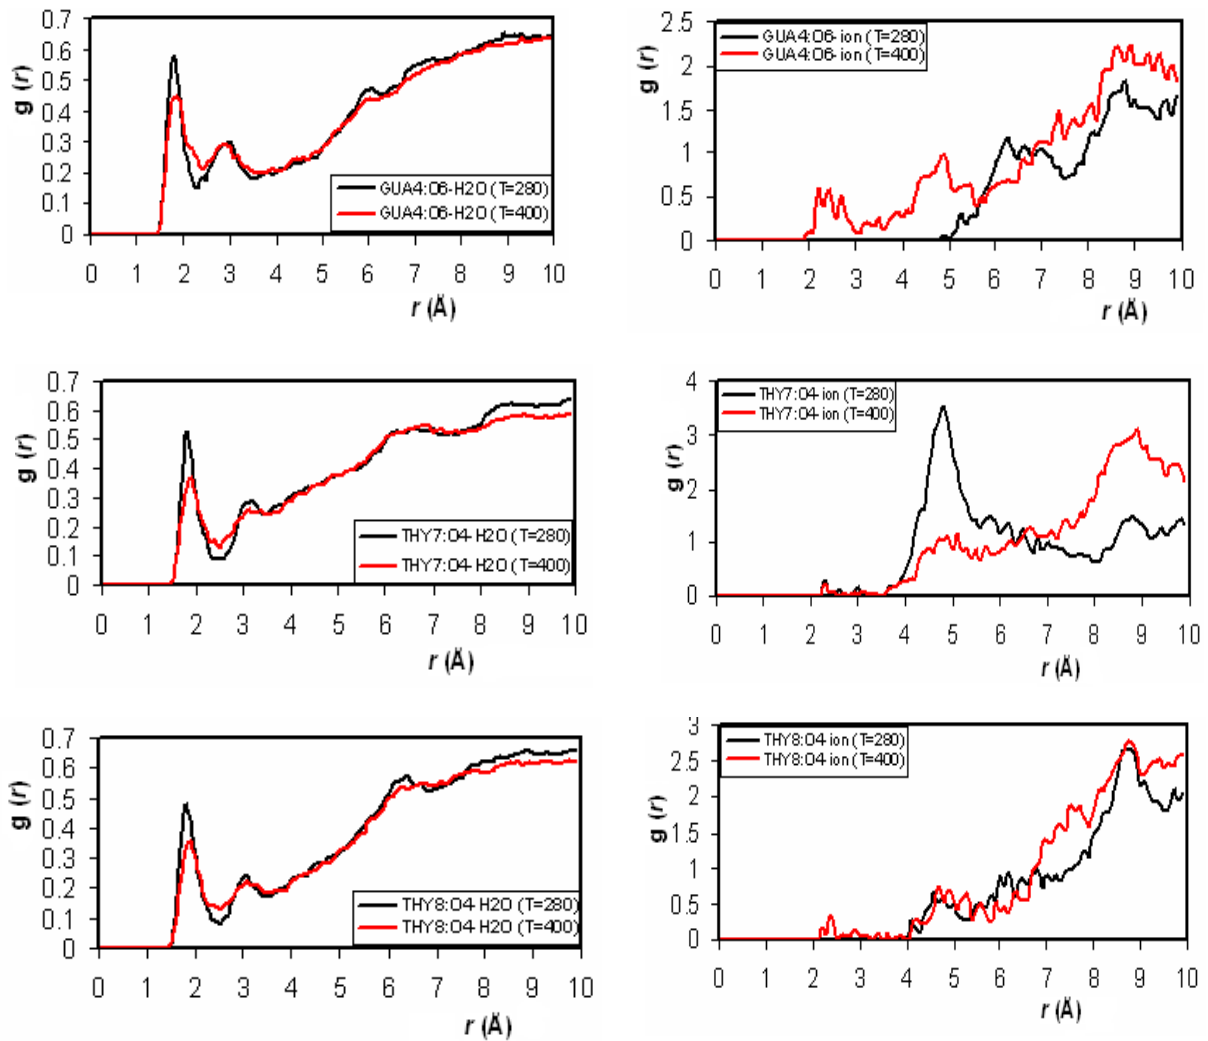 g (r)
0.7
0.6
0.5
0.4
0.3
0.2
0.1
0
GUA4:O6-H2O (T=280)
GUA4:O6-H2O (T=400)
0 1 2 3 4 5 6 7 8 9 10
r (Å)
g (r)
2.5
2
1.5
1
0.5
0
GUA4:O6-ion (T=280)
GUA4:O6-ion (T=400)
0 1 2 3 4 5 6 7 8 9 10
r (Å)
g (r)
0.7
0.6
0.5
0.4
0.3
0.2
0.1
0
THY7:O4-H2O (T=280)
THY7:O4-H2O (T=400)
0 1 2 3 4 5 6 7 8 9 10
r (Å)
g (r)
4
3
2
1
0
THY7:O4-ion (T=280)
THY7:O4-ion (T=400)
0 1 2 3 4 5 6 7 8 9 10
r (Å)
g (r)
0.7
0.6
0.5
0.4
0.3
0.2
0.1
0
THY8:O4-H2O (T=280)
THY8:O4-H2O (T=400)
0 1 2 3 4 5 6 7 8 9 10
r (Å)
g (r)
3
2.5
2
1.5
1
0.5
0
THY8:O4-ion (T=280)
THY8:O4-ion (T=400)
0 1 2 3 4 5 6 7 8 9 10
r (Å)